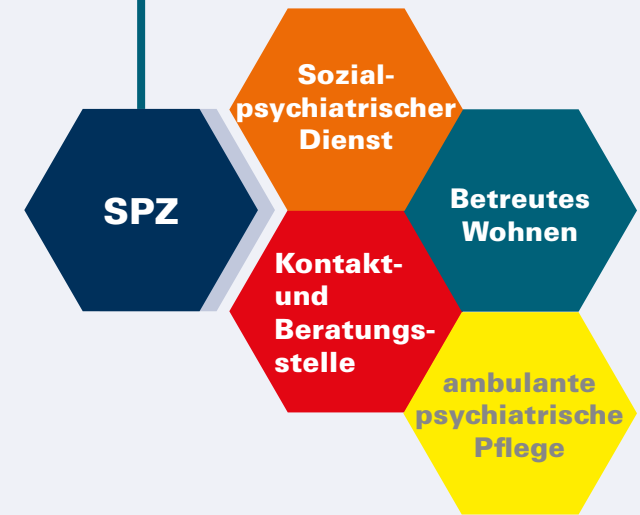 Sozial-
psychiatrischer
Dienst
SPZ
Betreutes
Wohnen
Kontakt-
und
Beratungs-
stelle
ambulante
psychiatrische
Pflege